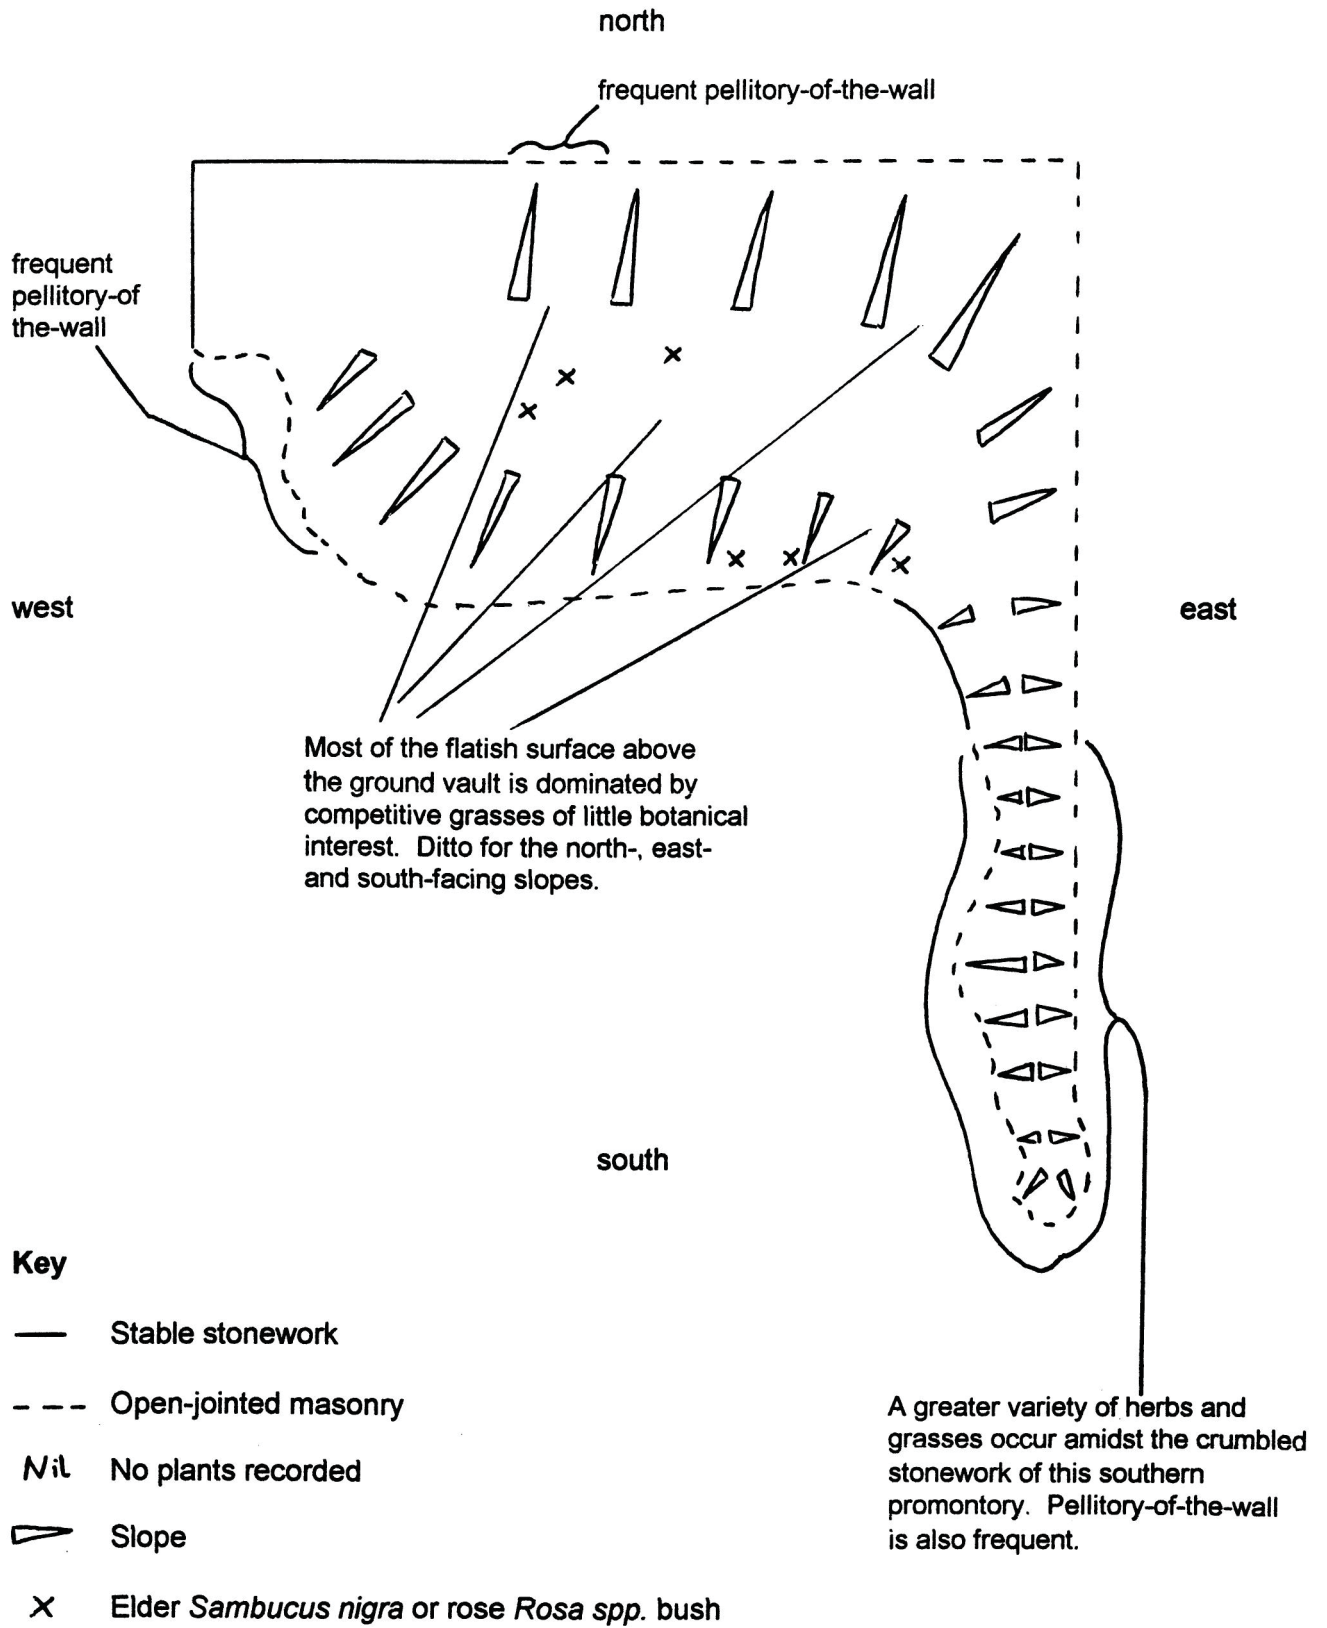 north
frequent pellitory-of-the-wall
frequent
pellitory-of
the-wall
west
east
Most of the flatish surface above
the ground vault is dominated by
competitive grasses of little botanical
interest. Ditto for the north-, east-
and south-facing slopes.
south
Key
Stable stonework
Open-jointed masonry
Nil No plants recorded
Slope
x Elder Sambucus nigra or rose Rosa spp. bush
A greater variety of herbs and
grasses occur amidst the crumbled
stonework of this southern
promontory. Pellitory-of-the-wall
is also frequent.